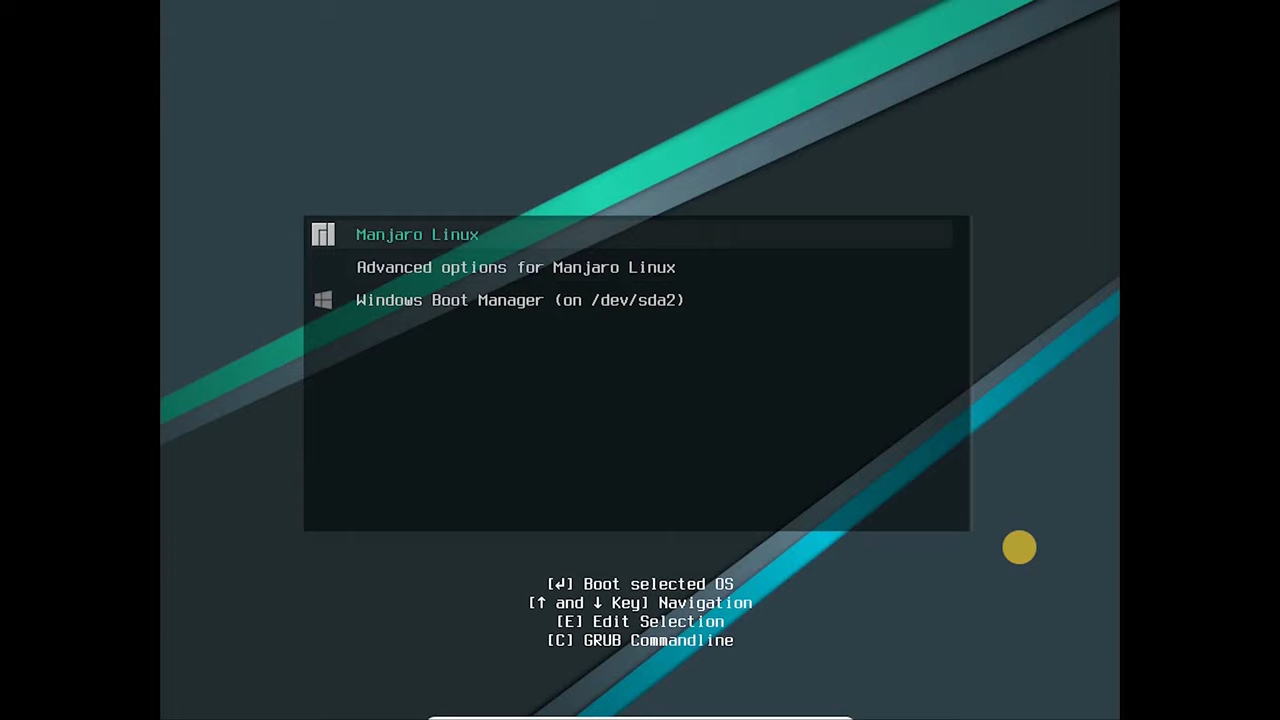 Manjaro Linux
Advanced options for Manjaro Linux
Windows Boot Manager (on /dev/sda2)
[↲] Boot selected OS
[↑ and ↓ Key] Navigation
[E] Edit Selection
[C] GRUB Commandline